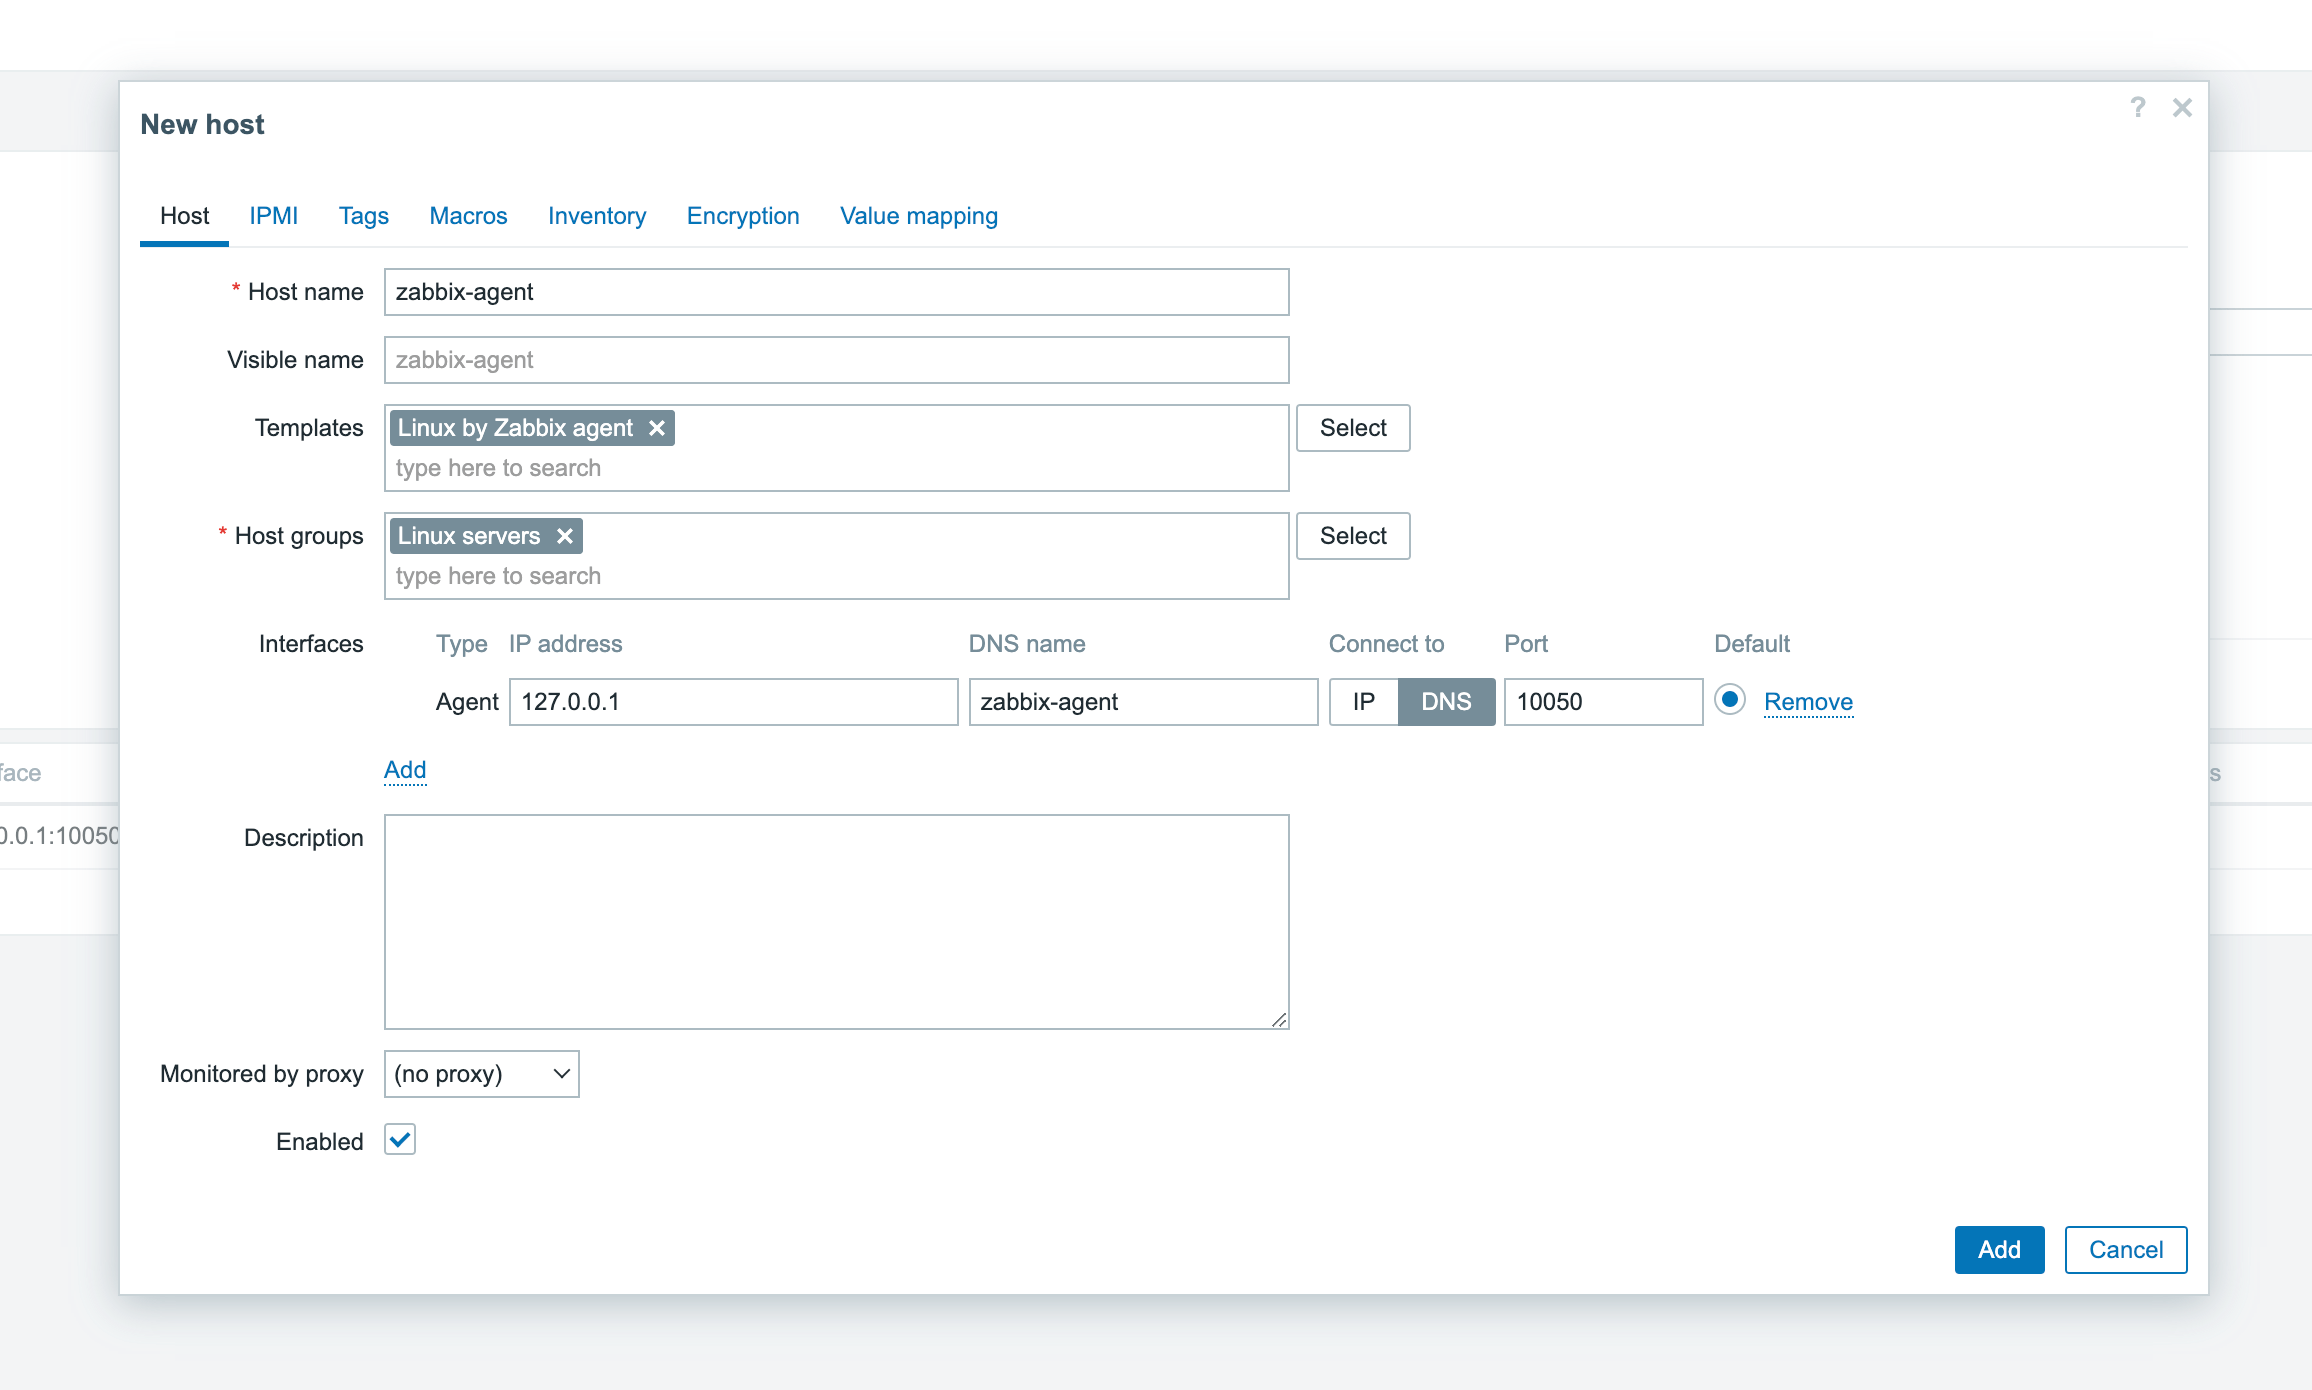 ? ✕
New host
Host IPMI Tags Macros Inventory Encryption Value mapping
* Host name zabbix-agent
Visible name zabbix-agent
Templates Linux by Zabbix agent ✕ Select
type here to search
* Host groups Linux servers ✕ Select
type here to search
Interfaces Type IP address DNS name Connect to Port Default
Agent 127.0.0.1 zabbix-agent IP DNS 10050 Remove
Add
face s
Description
0.0.1:10050
Monitored by proxy (no proxy)
Enabled
Add Cancel